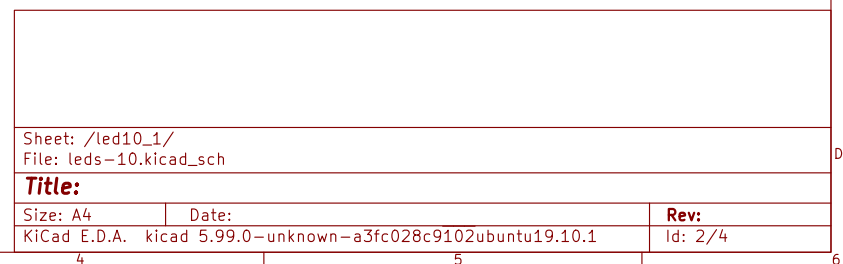 Sheet: /led10_1/
File: leds-10.kicad_sch
D
Title:
Size: A4 Date: Rev:
KiCad E.D.A. kicad 5.99.0-unknown-a3fc028c9102ubuntu19.10.1 Id: 2/4
4 5 6